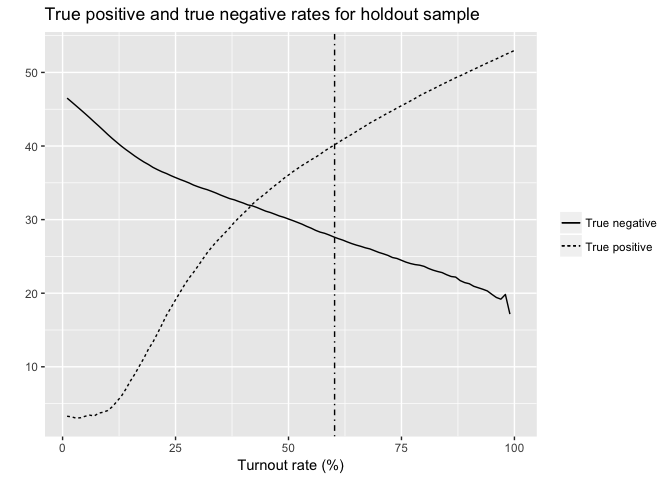 True positive and true negative rates for holdout sample
50
40
30
20
10
0
25
50
75
100
Turnout rate (%)
True negative
True positive